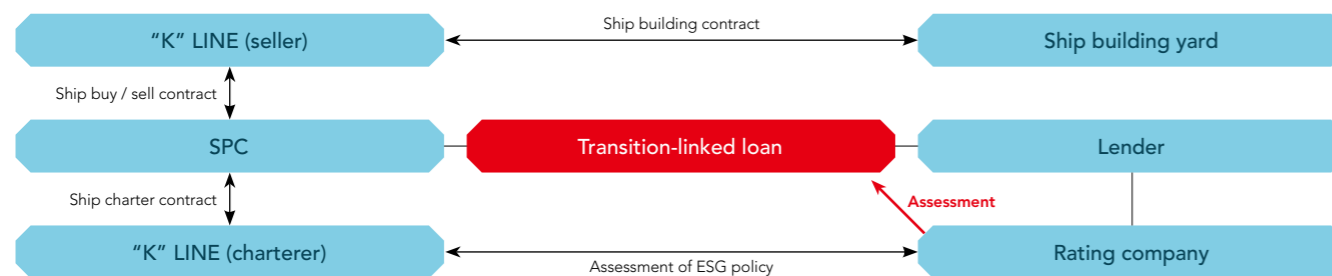 Ship building contract
“K” LINE (seller)
Ship building yard
Ship buy / sell contract
SPC
Transition-linked loan
Lender
Ship charter contract
Assessment
“K” LINE (charterer)
Rating company
Assessment of ESG policy